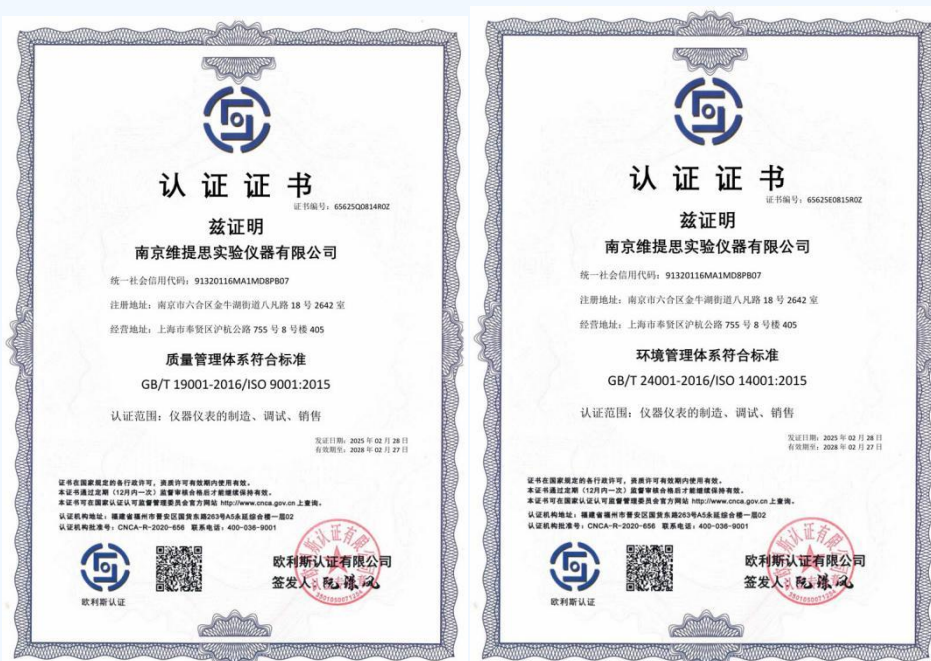 认证证书
证书编号：65625Q0814R0Z
兹证明
南京维提思实验仪器有限公司
统一社会信用代码：91320116MA1MD8PB07
注册地址：南京市六合区金牛湖街道八凡路 18 号 2642 室
经营地址：上海市奉贤区沪杭公路 755 号 8 号楼 405
质量管理体系符合标准
GB/T 19001-2016/ISO 9001:2015
认证范围：仪器仪表的制造、调试、销售
发证日期：2025 年 02 月 28 日
有效期至：2028 年 02 月 27 日
证书在国家规定的各行政许可，资质许可有效期内使用有效。
本证书通过定期（12月内一次）监督审核合格后才能继续保持有效。
本证书可在国家认证认可监督管理委员会官方网站 http://www.cnca.gov.cn 上查询。
认证机构地址：福建省福州市晋安区国货东路263号A5永延综合楼一层02
认证机构批准号：CNCA-R-2020-656 联系电话：400-036-9001
欧利斯认证
欧利斯认证有限公司
签发人
认证证书
证书编号：65625E0815R0Z
兹证明
南京维提思实验仪器有限公司
统一社会信用代码：91320116MA1MD8PB07
注册地址：南京市六合区金牛湖街道八凡路 18 号 2642 室
经营地址：上海市奉贤区沪杭公路 755 号 8 号楼 405
环境管理体系符合标准
GB/T 24001-2016/ISO 14001:2015
认证范围：仪器仪表的制造、调试、销售
发证日期：2025 年 02 月 28 日
有效期至：2028 年 02 月 27 日
证书在国家规定的各行政许可，资质许可有效期内使用有效。
本证书通过定期（12月内一次）监督审核合格后才能继续保持有效。
本证书可在国家认证认可监督管理委员会官方网站 http://www.cnca.gov.cn 上查询。
认证机构地址：福建省福州市晋安区国货东路263号A5永延综合楼一层02
认证机构批准号：CNCA-R-2020-656 联系电话：400-036-9001
欧利斯认证
欧利斯认证有限公司
签发人